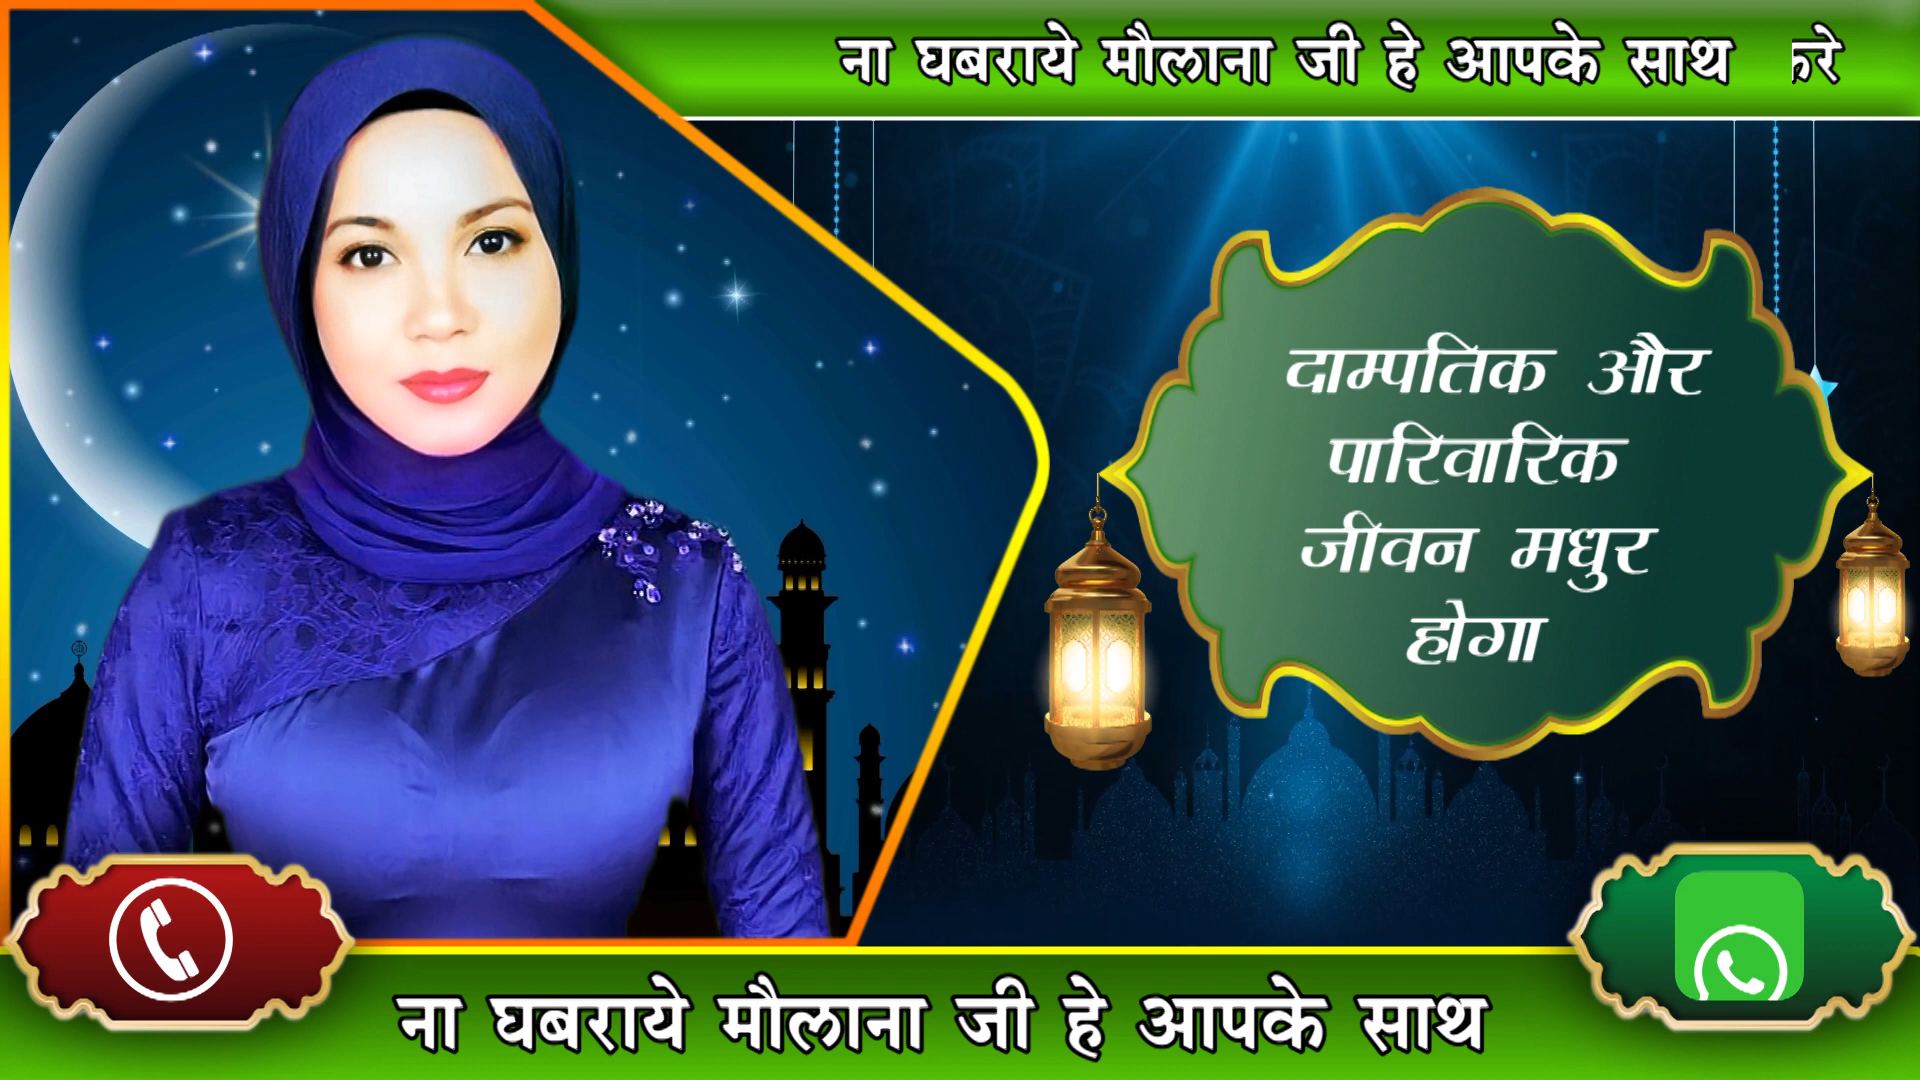 ना घबराये मौलाना जी हे आपके साथ
दाम्पतिक और
पारिवारिक
जीवन मधुर
होगा
ना घबराये मौलाना जी हे आपके साथ